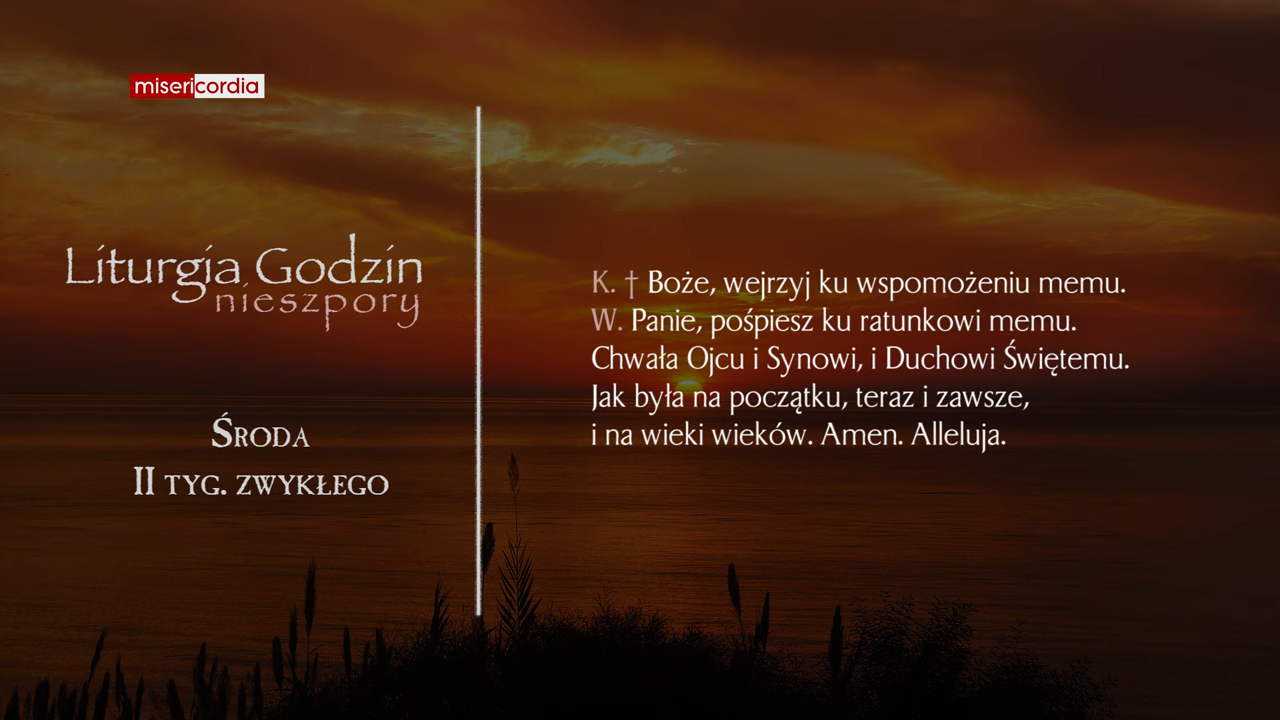 misericordia
Liturgia Godzin
nieszpory
Środa
II tyg. zwykłego
K. † Boże, wejrzyj ku wspomożeniu memu.
W. Panie, pośpiesz ku ratunkowi memu.
Chwała Ojcu i Synowi, i Duchowi Świętemu.
Jak była na początku, teraz i zawsze,
i na wieki wieków. Amen. Alleluja.